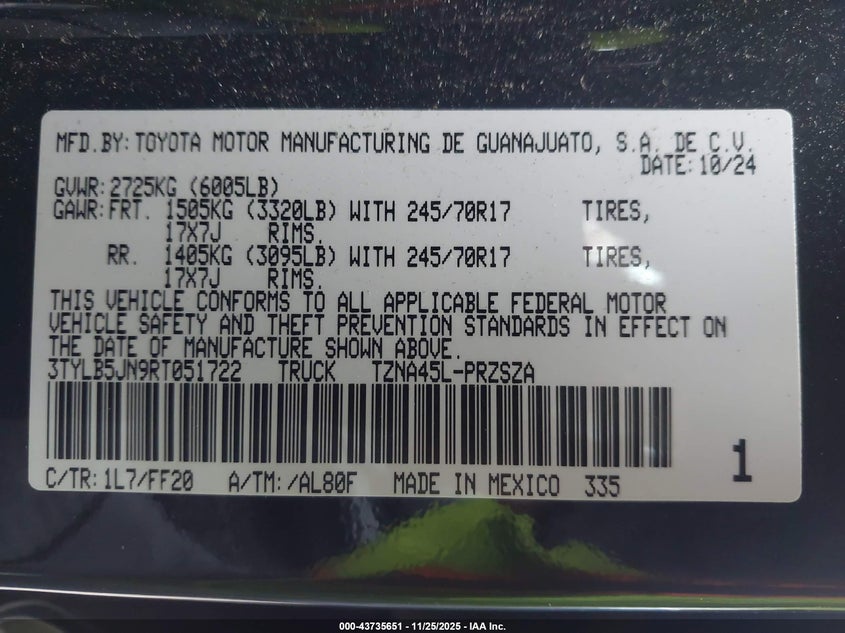 MFD.BY: TOYOTA MOTOR MANUFACTURING DE GUANAJUATO, S.A. DE C.V.
DATE: 10/24
GVWR: 2725KG (6005LB)
GAWR: FRT. 1505KG (3320LB) WITH 245/70R17 TIRES,
17X7J RIMS.
RR. 1405KG (3095LB) WITH 245/70R17 TIRES,
17X7J RIMS.
THIS VEHICLE CONFORMS TO ALL APPLICABLE FEDERAL MOTOR
VEHICLE SAFETY AND THEFT PREVENTION STANDARDS IN EFFECT ON
THE DATE OF MANUFACTURE SHOWN ABOVE.
3TYLB5JN9RT051722 TRUCK TZNA45L-PRZSZA
1
C/TR: 1L7/FF20 A/TM: /AL80F MADE IN MEXICO 335
000-43735651 - 11/25/2025 - IAA Inc.